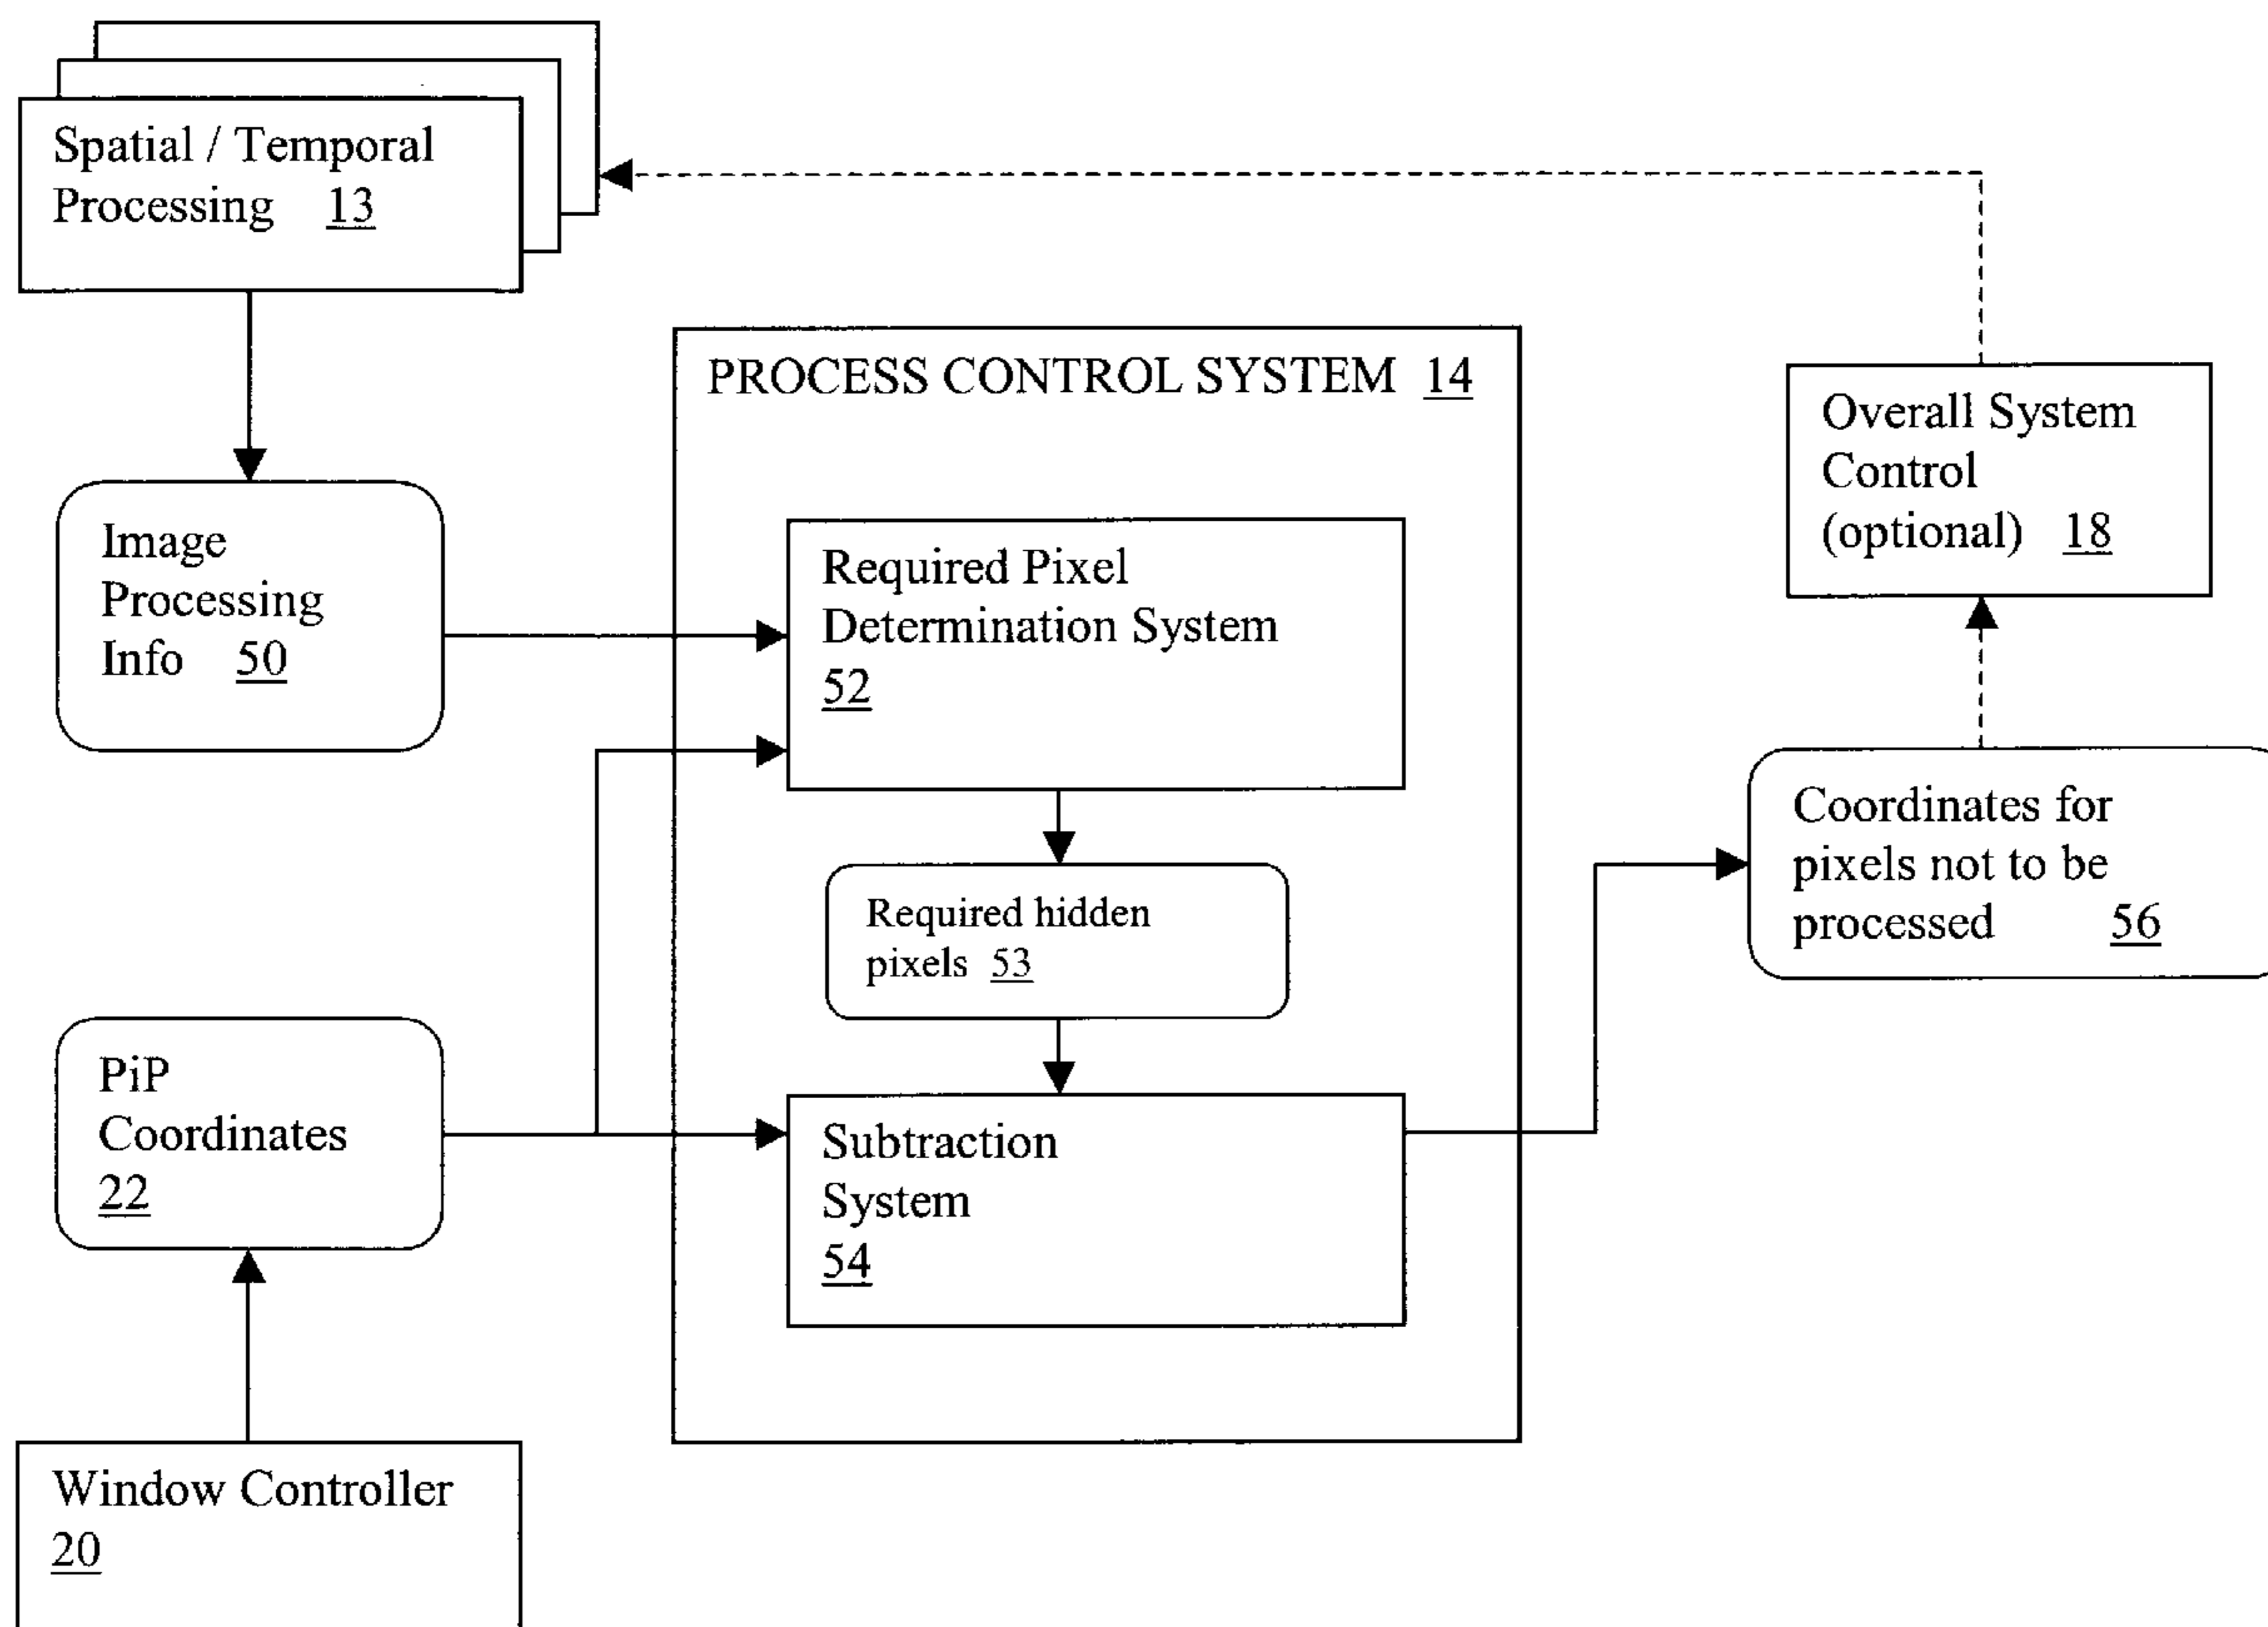 Spatial / Temporal
Processing 13
PROCESS CONTROL SYSTEM 14
Overall System
Control
(optional) 18
Image
Processing
Info 50
Required Pixel
Determination System
52
Coordinates for
pixels not to be
processed 56
Required hidden
pixels 53
PiP
Coordinates
22
Subtraction
System
54
Window Controller
20